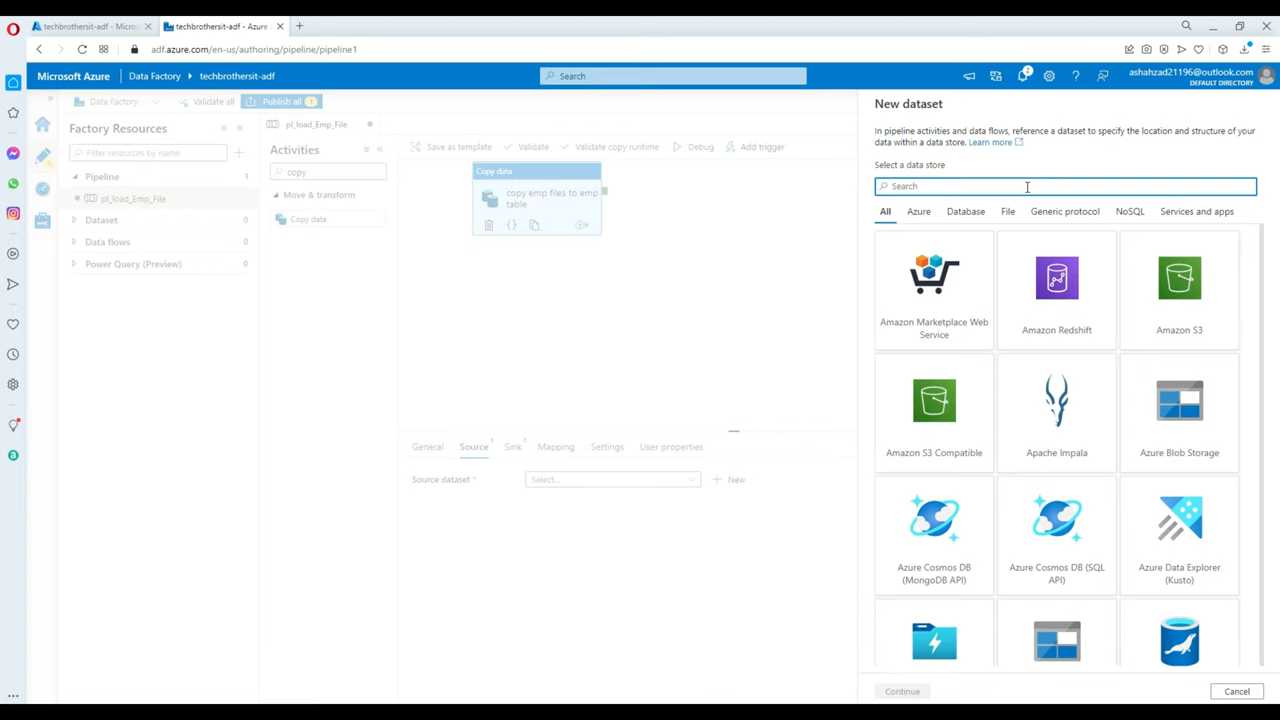 techbrothersit-adf - Micros
techbrothersit-adf - Azure
adf.azure.com/en-us/authoring/pipeline/pipeline1
Microsoft Azure
Data Factory
techbrothersit-adf
Search
2
ashahzad21196@outlook.com
DEFAULT DIRECTORY
Data Factory
Validate all
Publish all
1
Factory Resources
Filter resources by name
Pipeline
1
pl_load_Emp_File
Dataset
0
Data flows
0
Power Query (Preview)
0
pl_load_Emp_File
Activities
copy
Move & transform
Copy data
Save as template
Validate
Validate copy runtime
Debug
Add trigger
Copy data
copy emp files to emp
table
General
Source 1
Sink 1
Mapping
Settings
User properties
Source dataset *
Select...
New
New dataset
In pipeline activities and data flows, reference a dataset to specify the location and structure of your
data within a data store. Learn more
Select a data store
Search
All
Azure
Database
File
Generic protocol
NoSQL
Services and apps
Amazon Marketplace Web
Service
Amazon Redshift
Amazon S3
Amazon S3 Compatible
Apache Impala
Azure Blob Storage
Azure Cosmos DB
(MongoDB API)
Azure Cosmos DB (SQL
API)
Azure Data Explorer
(Kusto)
Continue
Cancel